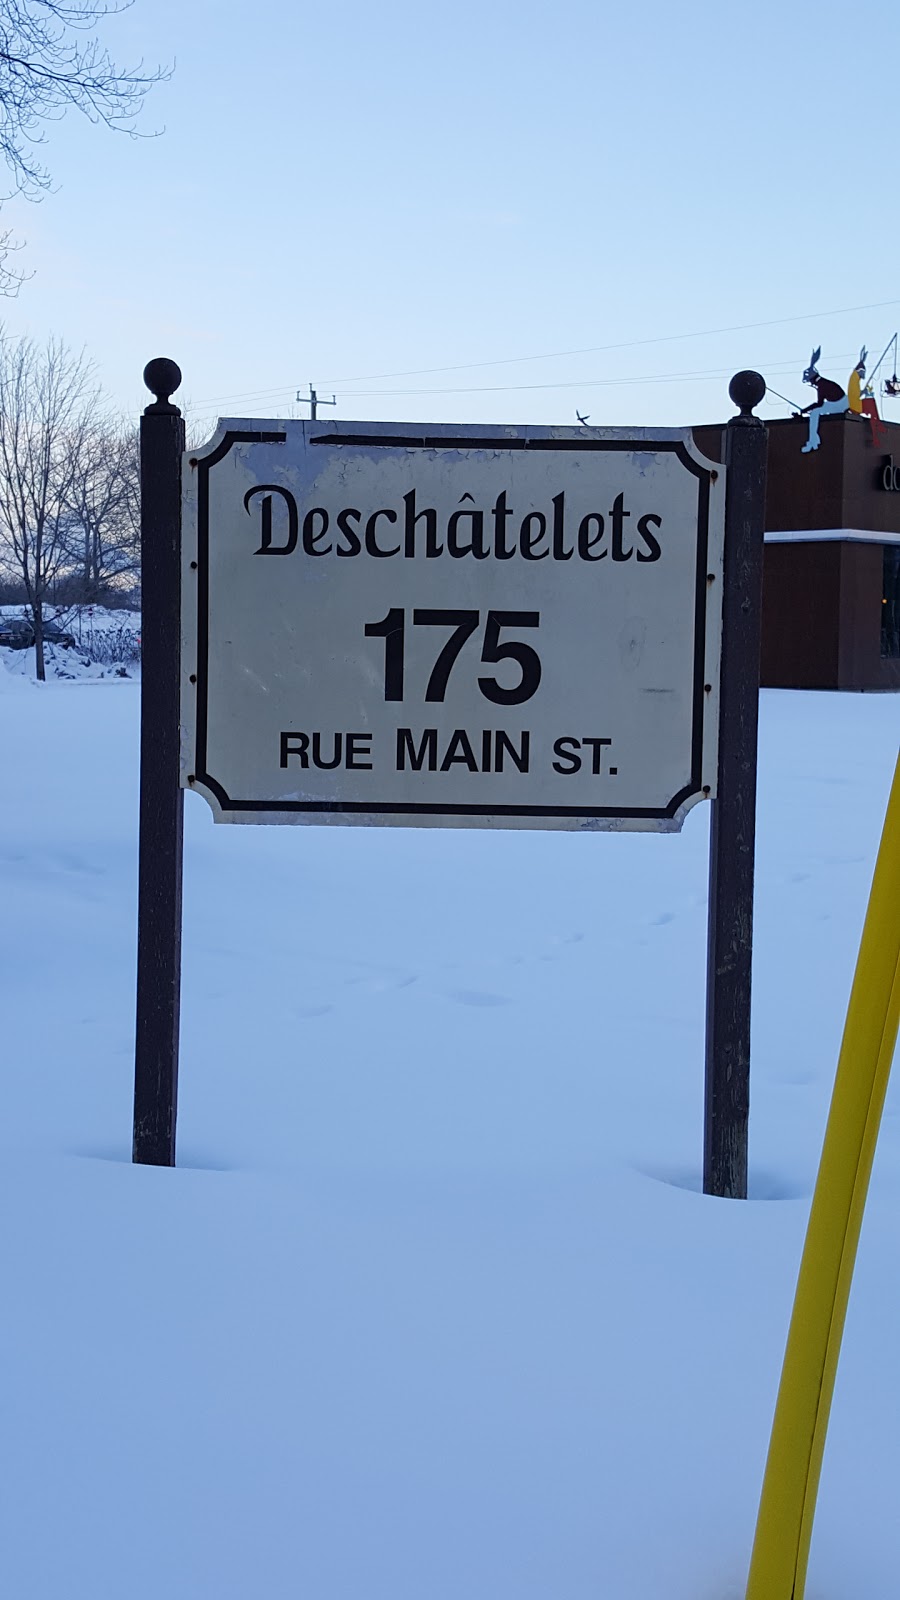 Deschâtelets
175
RUE MAIN ST.